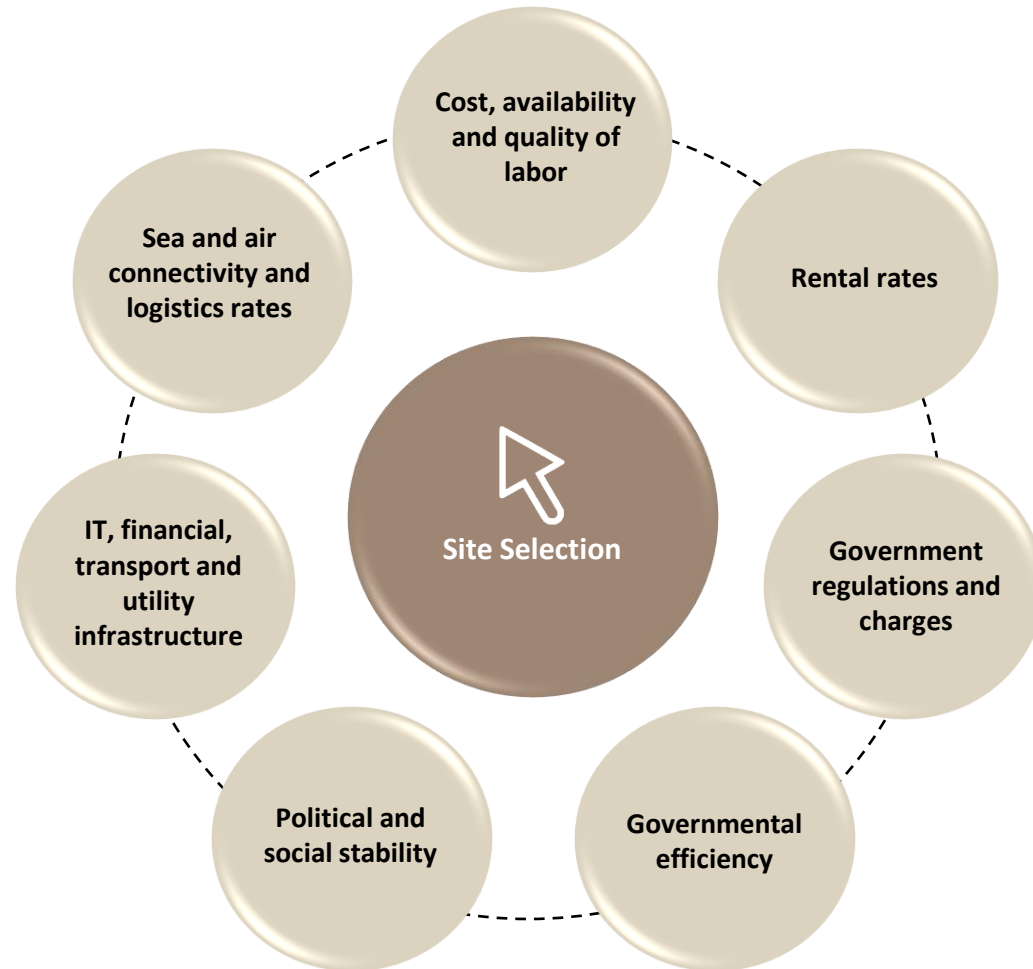 Cost, availability
and quality of
labor
Rental rates
Government
regulations and
charges
Governmental
efficiency
Political and
social stability
IT, financial,
transport and
utility
infrastructure
Sea and air
connectivity and
logistics rates
Site Selection